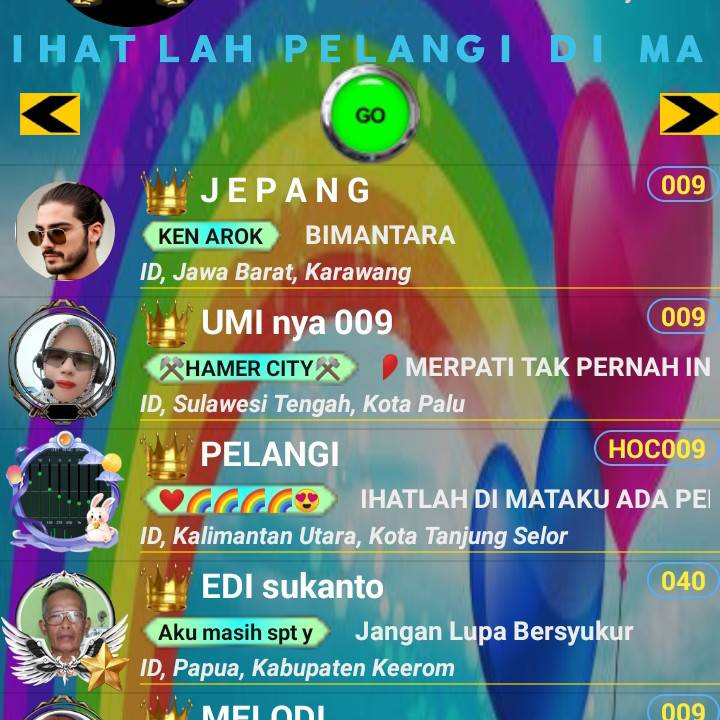 IHAT LAH PELANGI DI MA
GO
J E P A N G
009
KEN AROK BIMANTARA
ID, Jawa Barat, Karawang
UMI nya 009
009
⚒HAMER CITY⚒ MERPATI TAK PERNAH IN
ID, Sulawesi Tengah, Kota Palu
PELANGI
HOC009
❤️🌈🌈🌈🌈😍 IHATLAH DI MATAKU ADA PE
ID, Kalimantan Utara, Kota Tanjung Selor
EDI sukanto
040
Aku masih spt y Jangan Lupa Bersyukur
ID, Papua, Kabupaten Keerom
MELODI
009